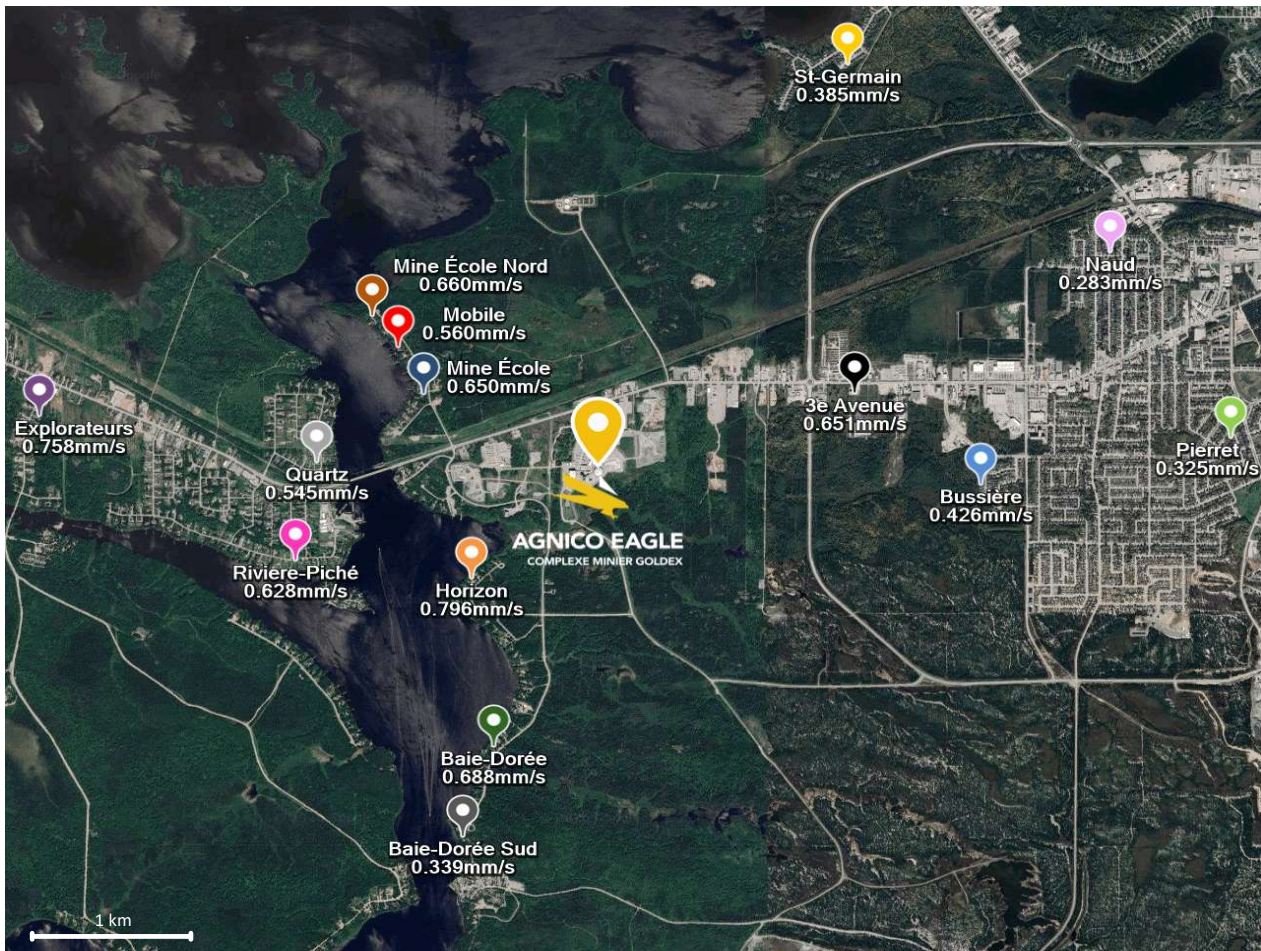 St-Germain
0.385mm/s
Naud
0.283mm/s
Mine École Nord
0.660mm/s
Mobile
0.560mm/s
Mine École
0.650mm/s
3e Avenue
0.651mm/s
Explorateurs
0.758mm/s
Quartz
0.545mm/s
Pierret
0.325mm/s
Bussière
0.426mm/s
AGNICO EAGLE
COMPLEXE MINIER GOLDEX
Riviere-Piché
0.628mm/s
Horizon
0.796mm/s
Baie-Dorée
0.688mm/s
Baie-Dorée Sud
0.339mm/s
1 km